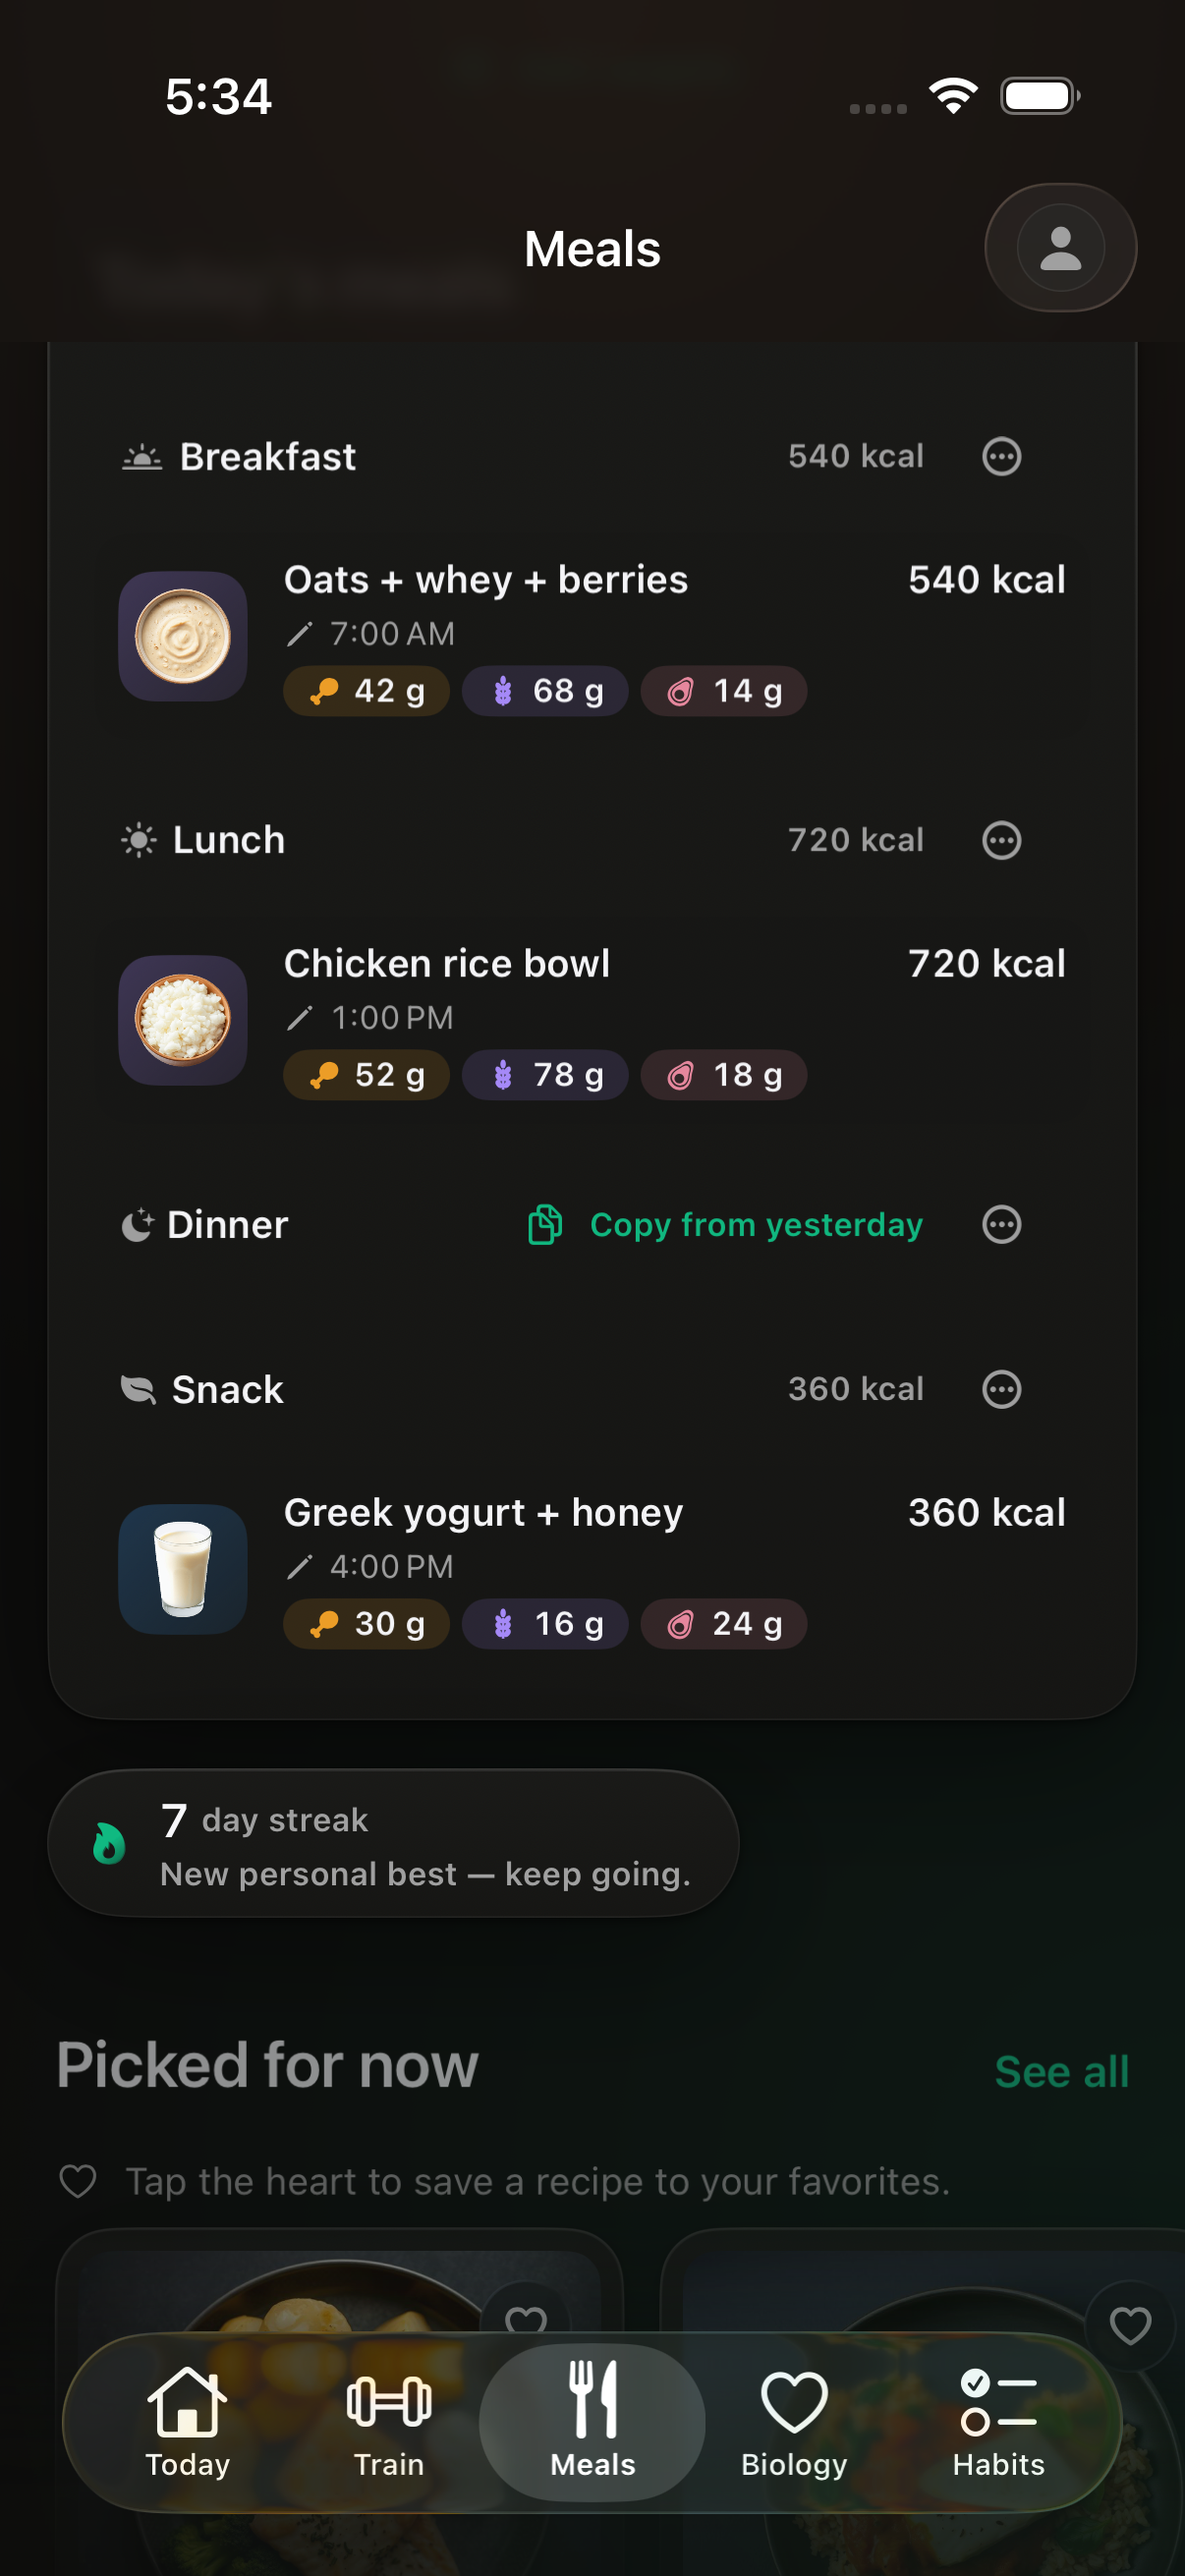 5:34
Meals
Breakfast
540 kcal
Oats + whey + berries
540 kcal
7:00 AM
42 g
68 g
14 g
Lunch
720 kcal
Chicken rice bowl
720 kcal
1:00 PM
52 g
78 g
18 g
Dinner
Copy from yesterday
Snack
360 kcal
Greek yogurt + honey
360 kcal
4:00 PM
30 g
16 g
24 g
7 day streak
New personal best — keep going.
Picked for now
See all
Tap the heart to save a recipe to your favorites.
Today
Train
Meals
Biology
Habits